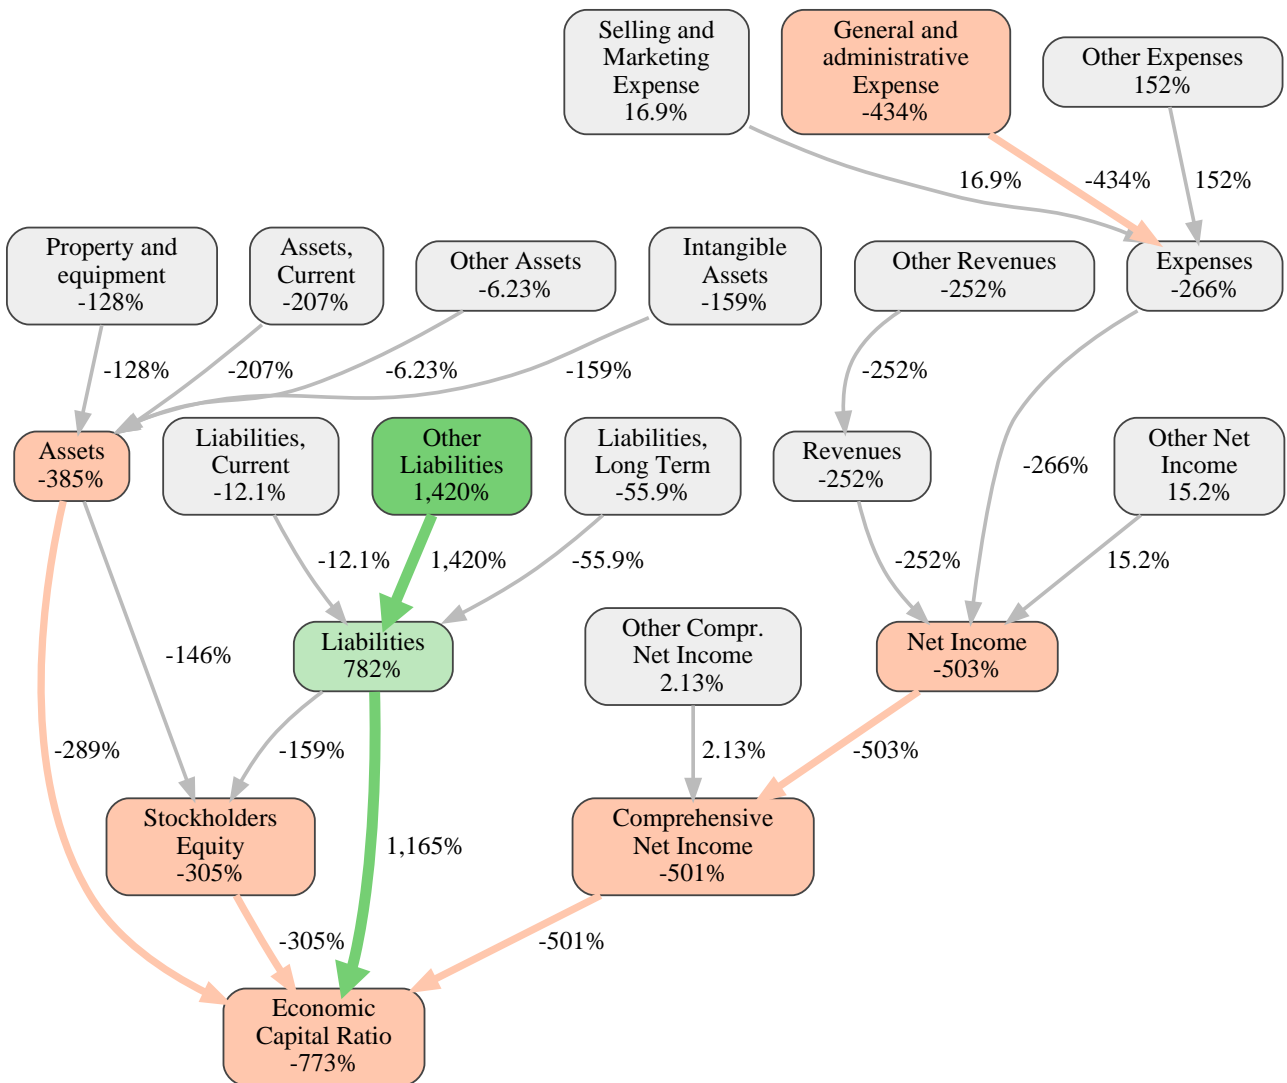 Selling and
Marketing
Expense
16.9%
General and
administrative
Expense
-434%
Other Expenses
152%
16.9%
-434%
152%
Property and
equipment
-128%
Assets,
Current
-207%
Other Assets
-6.23%
Intangible
Assets
-159%
Other Revenues
-252%
Expenses
-266%
-128%
-207%
-6.23%
-159%
-252%
Assets
-385%
Liabilities,
Current
-12.1%
Other
Liabilities
1,420%
Liabilities,
Long Term
-55.9%
Revenues
-252%
-266%
Other Net
Income
15.2%
-12.1%
1,420%
-55.9%
-252%
15.2%
-146%
Liabilities
782%
Other Compr.
Net Income
2.13%
Net Income
-503%
-289%
-159%
2.13%
-503%
Stockholders
Equity
-305%
1,165%
Comprehensive
Net Income
-501%
-305%
-501%
Economic
Capital Ratio
-773%